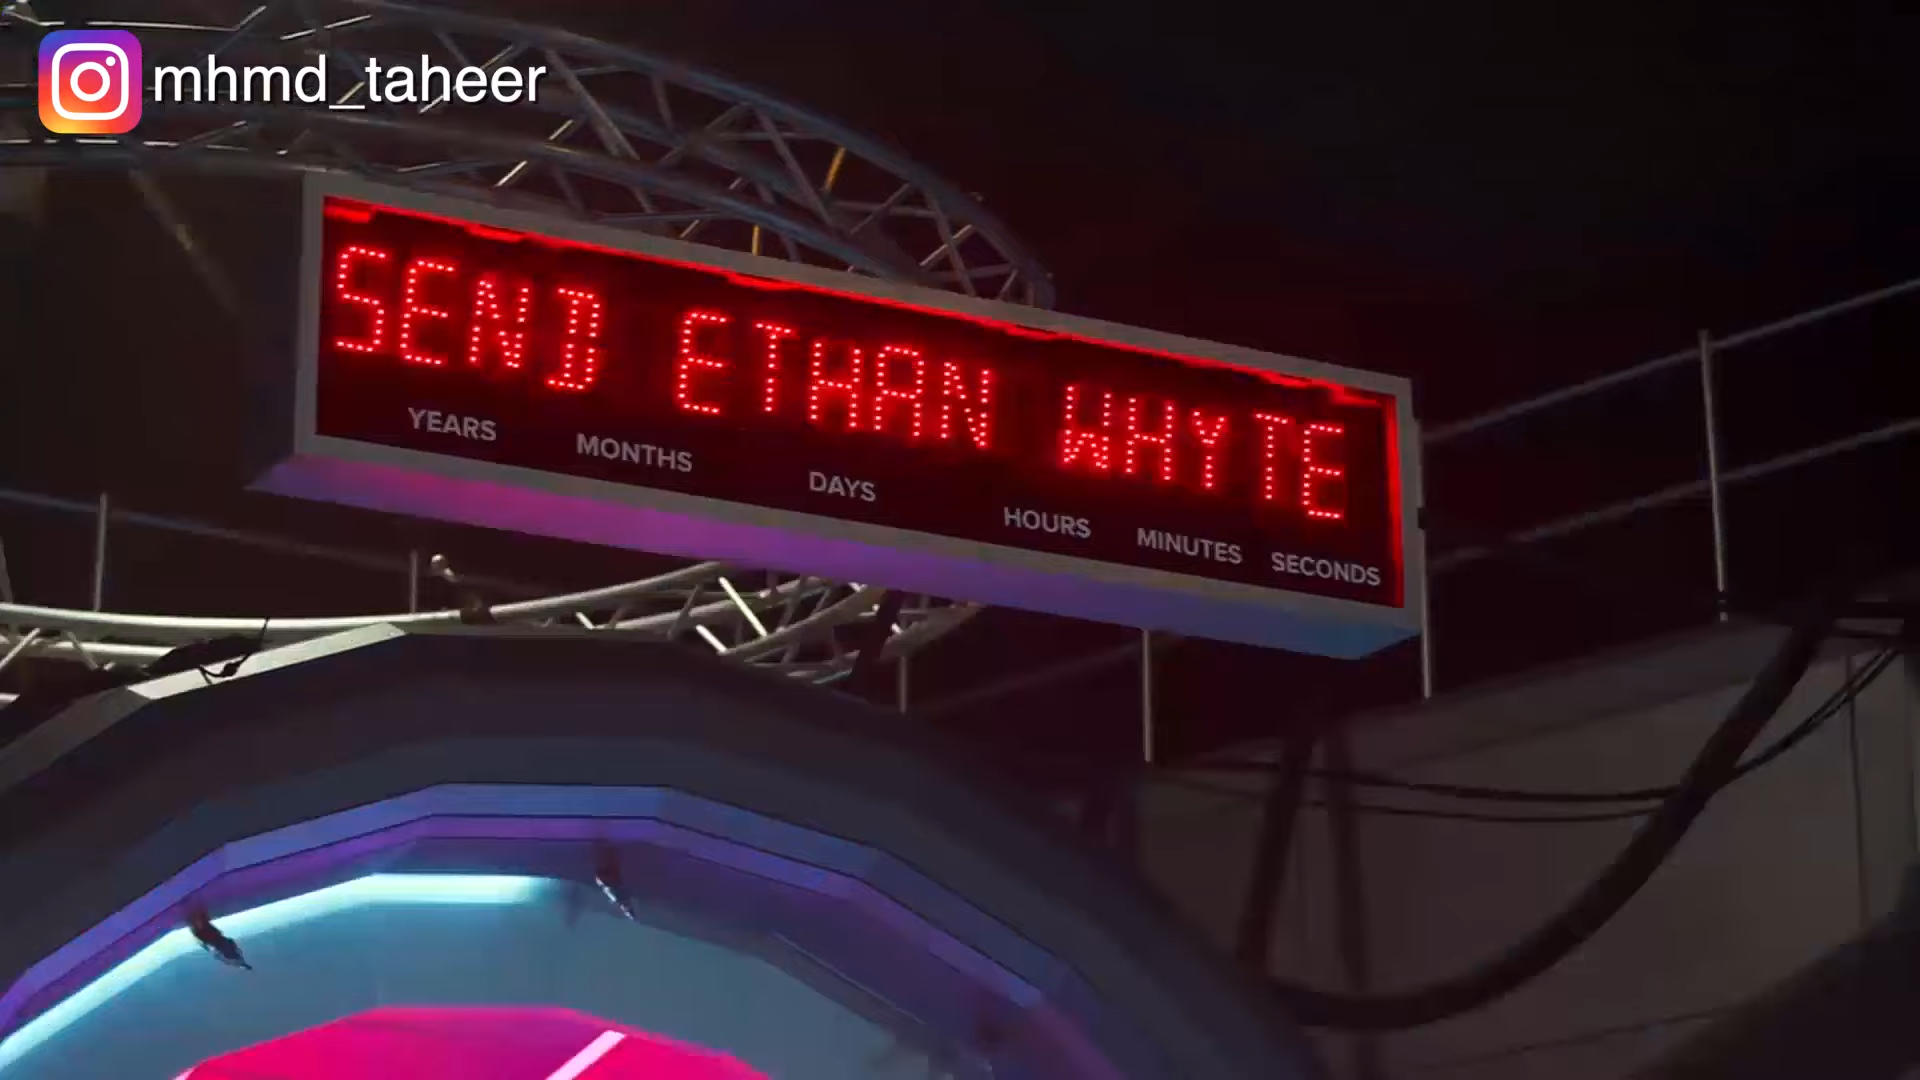 mhmd_taheer
SEND ETHAN WHYTE
YEARS MONTHS DAYS HOURS MINUTES SECONDS